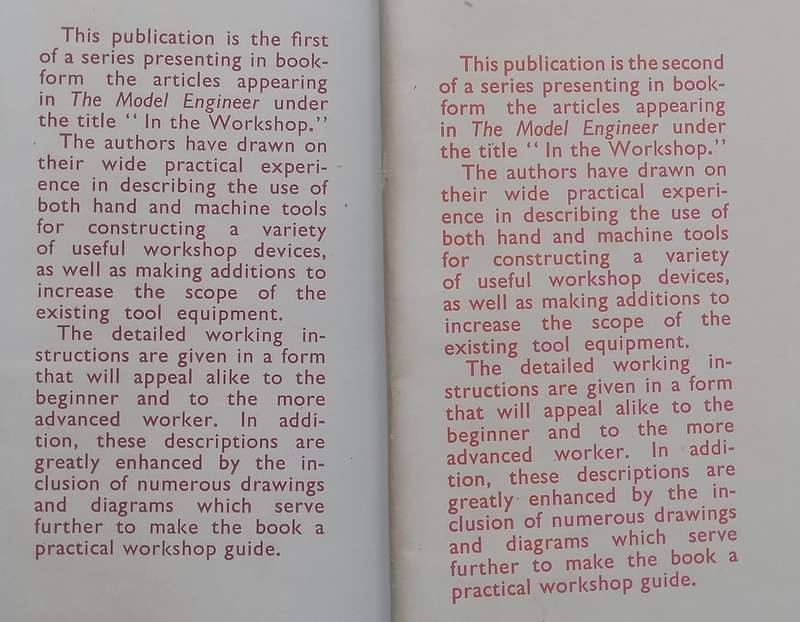 This publication is the first
of a series presenting in book-
form the articles appearing
in The Model Engineer under
the title “ In the Workshop.”
The authors have drawn on
their wide practical experi-
ence in describing the use of
both hand and machine tools
for constructing a variety
of useful workshop devices,
as well as making additions to
increase the scope of the
existing tool equipment.
The detailed working in-
structions are given in a form
that will appeal alike to the
beginner and to the more
advanced worker. In addi-
tion, these descriptions are
greatly enhanced by the in-
clusion of numerous drawings
and diagrams which serve
further to make the book a
practical workshop guide.
This publication is the second
of a series presenting in book-
form the articles appearing
in The Model Engineer under
the title “ In the Workshop.”
The authors have drawn on
their wide practical experi-
ence in describing the use of
both hand and machine tools
for constructing a variety
of useful workshop devices,
as well as making additions to
increase the scope of the
existing tool equipment.
The detailed working in-
structions are given in a form
that will appeal alike to the
beginner and to the more
advanced worker. In addi-
tion, these descriptions are
greatly enhanced by the in-
clusion of numerous drawings
and diagrams which serve
further to make the book a
practical workshop guide.